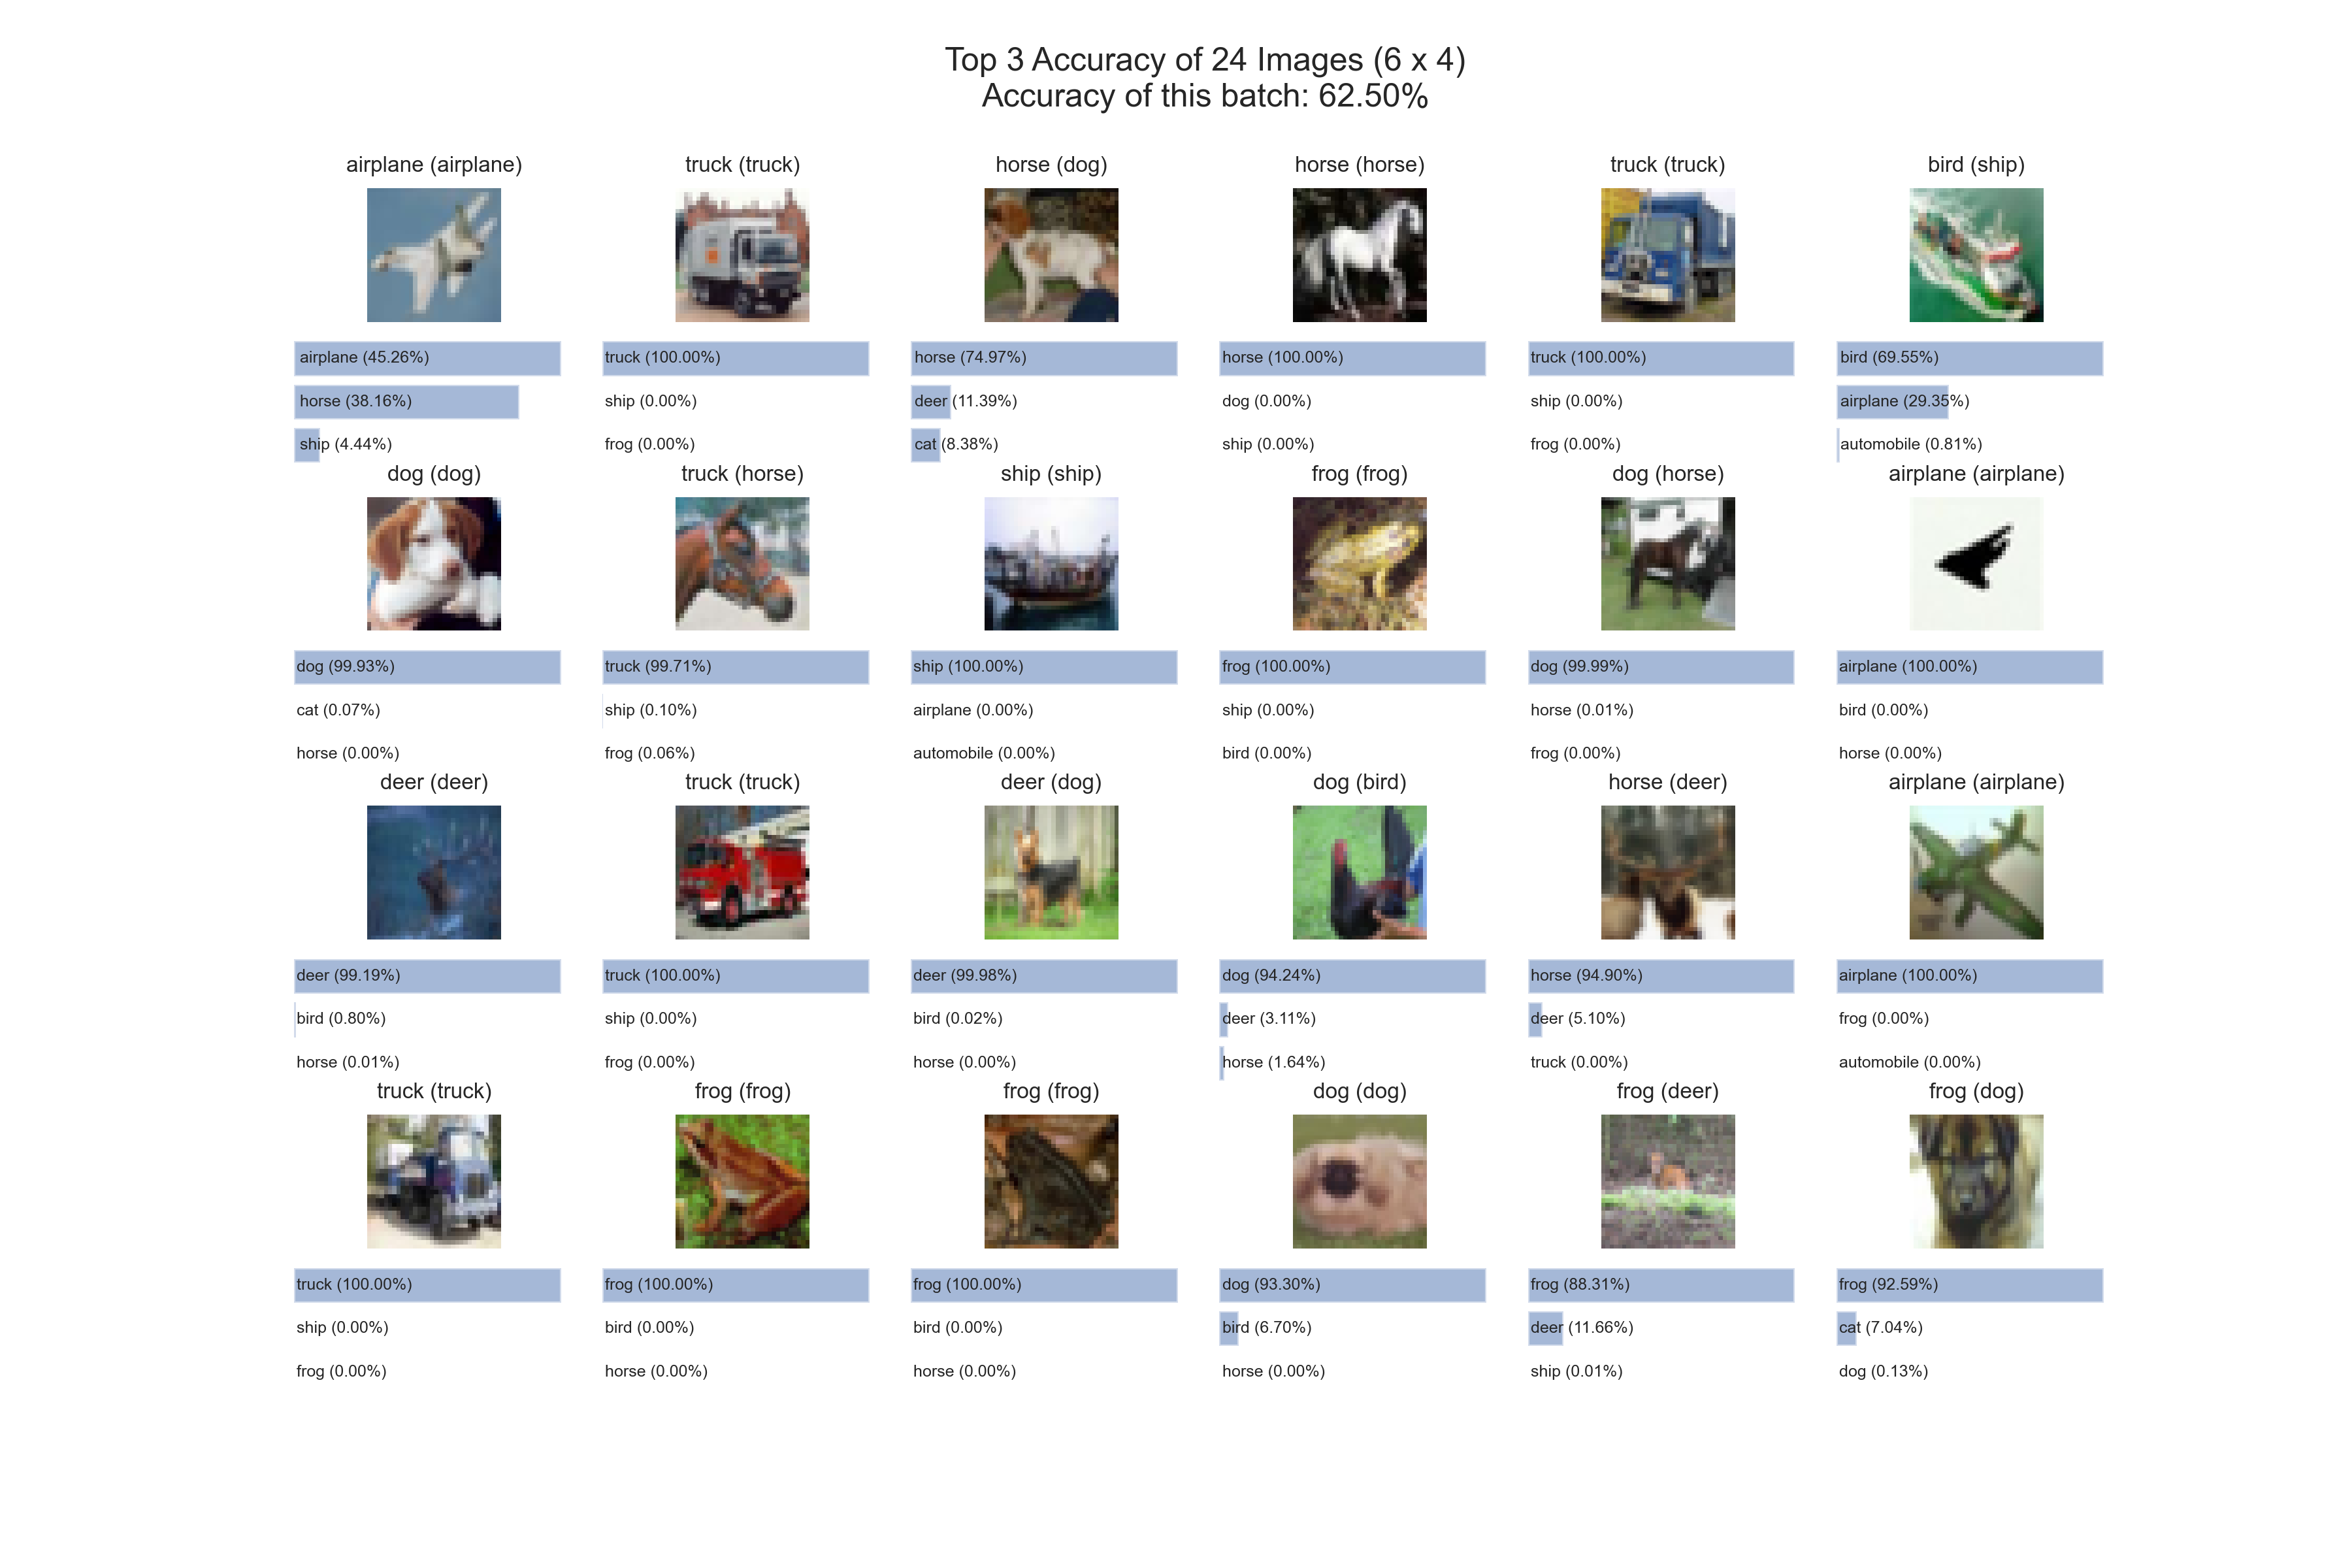 Top 3 Accuracy of 24 Images (6 x 4)
Accuracy of this batch: 62.50%
airplane (airplane)
airplane (45.26%)
horse (38.16%)
ship (4.44%)
truck (truck)
truck (100.00%)
ship (0.00%)
frog (0.00%)
horse (dog)
horse (74.97%)
deer (11.39%)
cat (8.38%)
horse (horse)
horse (100.00%)
dog (0.00%)
ship (0.00%)
truck (truck)
truck (100.00%)
ship (0.00%)
frog (0.00%)
bird (ship)
bird (69.55%)
airplane (29.35%)
automobile (0.81%)
dog (dog)
dog (99.93%)
cat (0.07%)
horse (0.00%)
truck (horse)
truck (99.71%)
ship (0.10%)
frog (0.06%)
ship (ship)
ship (100.00%)
airplane (0.00%)
automobile (0.00%)
frog (frog)
frog (100.00%)
ship (0.00%)
bird (0.00%)
dog (horse)
dog (99.99%)
horse (0.01%)
frog (0.00%)
airplane (airplane)
airplane (100.00%)
bird (0.00%)
horse (0.00%)
deer (deer)
deer (99.19%)
bird (0.80%)
horse (0.01%)
truck (truck)
truck (100.00%)
ship (0.00%)
frog (0.00%)
deer (dog)
deer (99.98%)
bird (0.02%)
horse (0.00%)
dog (bird)
dog (94.24%)
deer (3.11%)
horse (1.64%)
horse (deer)
horse (94.90%)
deer (5.10%)
truck (0.00%)
airplane (airplane)
airplane (100.00%)
frog (0.00%)
automobile (0.00%)
truck (truck)
truck (100.00%)
ship (0.00%)
frog (0.00%)
frog (frog)
frog (100.00%)
bird (0.00%)
horse (0.00%)
frog (frog)
frog (100.00%)
bird (0.00%)
horse (0.00%)
dog (dog)
dog (93.30%)
bird (6.70%)
horse (0.00%)
frog (deer)
frog (88.31%)
deer (11.66%)
ship (0.01%)
frog (dog)
frog (92.59%)
cat (7.04%)
dog (0.13%)